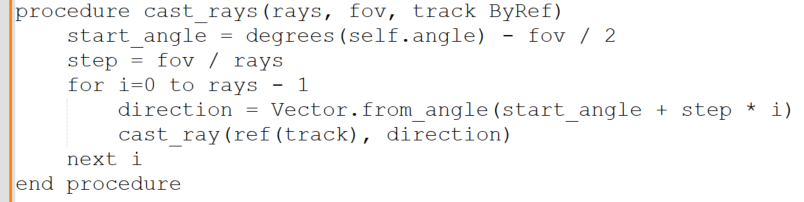 procedure cast_rays(rays, fov, track ByRef)
    start_angle = degrees(self.angle) - fov / 2
    step = fov / rays
    for i=0 to rays - 1
        direction = Vector.from_angle(start_angle + step * i)
        cast_ray(ref(track), direction)
    next i
end procedure